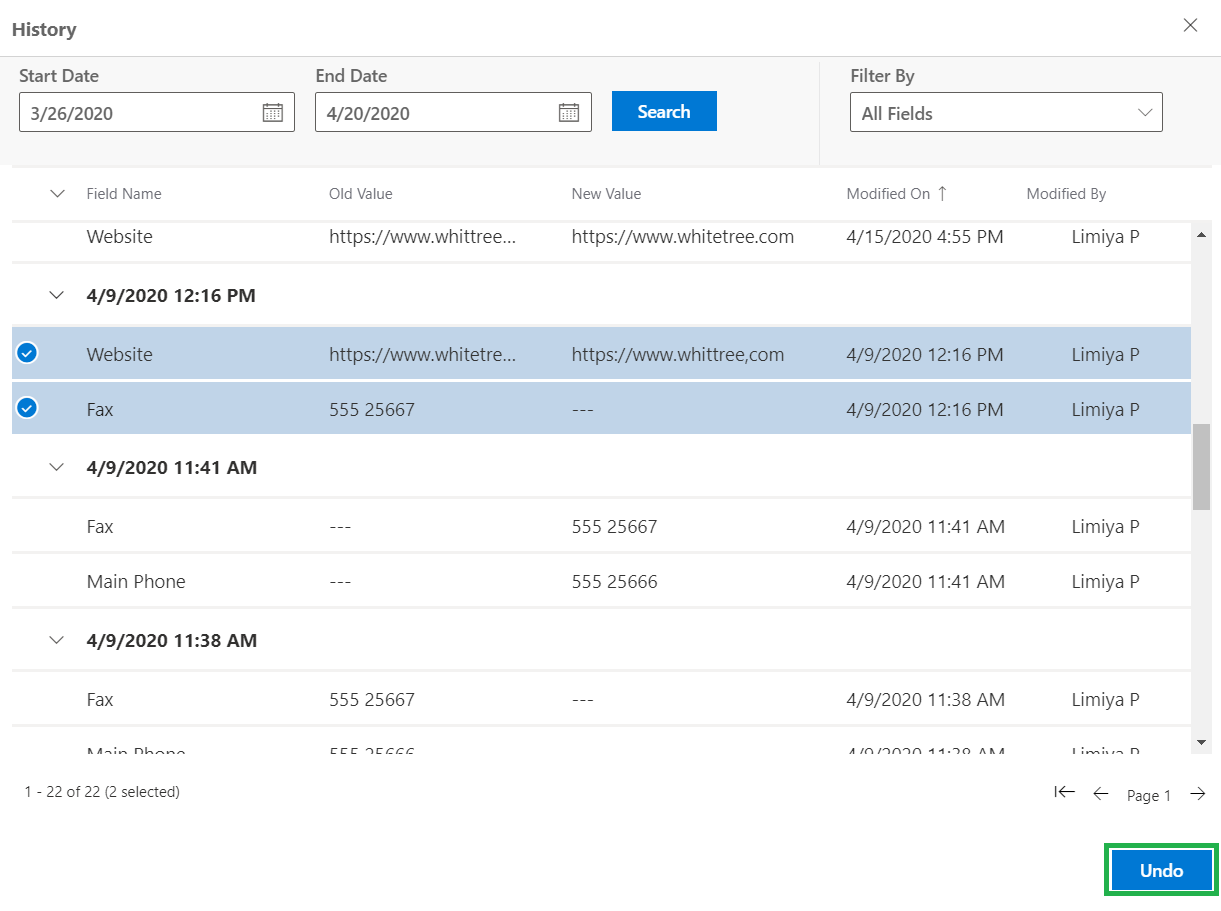 History
Start Date End Date Filter By
3/26/2020 4/20/2020 Search All Fields
Field Name Old Value New Value Modified On Modified By
Website https://www.whittree... https://www.whitetree.com 4/15/2020 4:55 PM Limiya P
4/9/2020 12:16 PM
Website https://www.whitetre... https://www.whittree,com 4/9/2020 12:16 PM Limiya P
Fax 555 25667 --- 4/9/2020 12:16 PM Limiya P
4/9/2020 11:41 AM
Fax --- 555 25667 4/9/2020 11:41 AM Limiya P
Main Phone --- 555 25666 4/9/2020 11:41 AM Limiya P
4/9/2020 11:38 AM
Fax 555 25667 --- 4/9/2020 11:38 AM Limiya P
Main Phone 555 25666 4/9/2020 11:38 AM Limiya P
1 - 22 of 22 (2 selected) Page 1
Undo